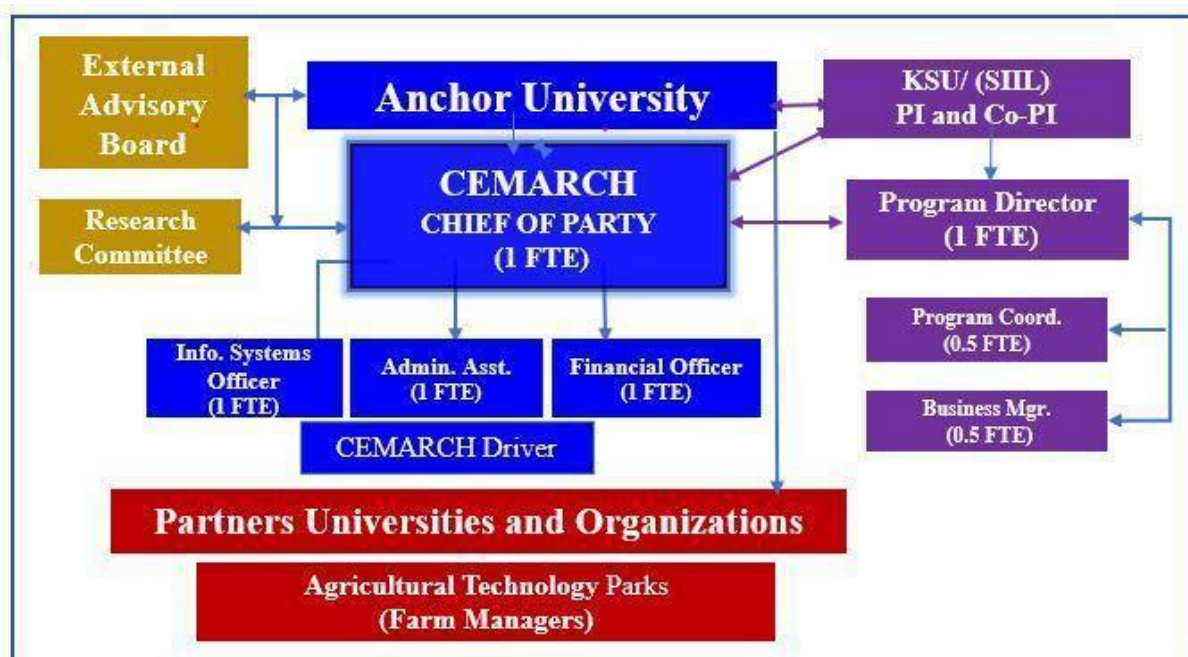 External
Advisory
Board
Anchor University
KSU/ (SIIL)
PI and Co-PI
CEMARCH
CHIEF OF PARTY
(1 FTE)
Research
Committee
Program Director
(1 FTE)
Program Coord.
(0.5 FTE)
Business Mgr.
(0.5 FTE)
Info. Systems
Officer
(1 FTE)
Admin. Asst.
(1 FTE)
Financial Officer
(1 FTE)
CEMARCH Driver
Partners Universities and Organizations
Agricultural Technology Parks
(Farm Managers)